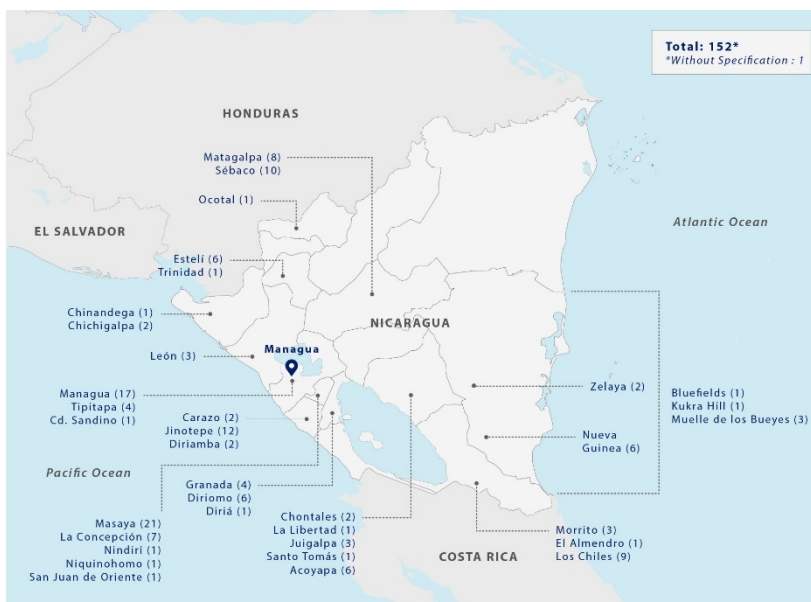 Total: 152*
*Without Specification : 1
HONDURAS
Matagalpa (8)
Sébaco (10)
Ocotal (1)
EL SALVADOR
Atlantic Ocean
Estelí (6)
Trinidad (1)
Chinandega (1)
Chichigalpa (2)
NICARAGUA
Managua
León (3)
Managua (17)
Tipitapa (4)
Cd. Sandino (1)
Carazo (2)
Jinotepe (12)
Diriamba (2)
Zelaya (2)
Bluefields (1)
Kukra Hill (1)
Muelle de los Bueyes (3)
Nueva
Guinea (6)
Pacific Ocean
Granada (4)
Diriomo (6)
Diriá (1)
Masaya (21)
La Concepción (7)
Nindirí (1)
Niquinohomo (1)
San Juan de Oriente (1)
Chontales (2)
La Libertad (1)
Juigalpa (3)
Santo Tomás (1)
Acoyapa (6)
Morrito (3)
El Almendro (1)
Los Chiles (9)
COSTA RICA